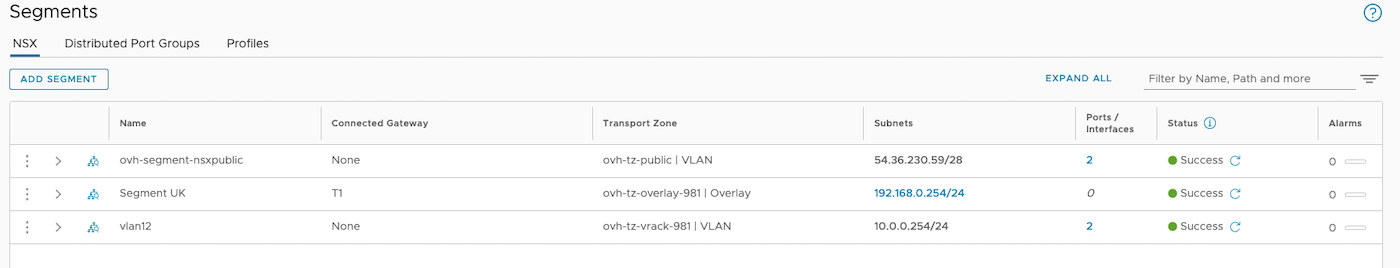 Segments
NSX Distributed Port Groups Profiles
ADD SEGMENT EXPAND ALL Filter by Name, Path and more
Name Connected Gateway Transport Zone Subnets Ports / Interfaces Status Alarms
ovh-segment-nsxpublic None ovh-tz-public | VLAN 54.36.230.59/28 2 Success 0
Segment UK T1 ovh-tz-overlay-981 | Overlay 192.168.0.254/24 0 Success 0
vlan12 None ovh-tz-vrack-981 | VLAN 10.0.0.254/24 2 Success 0